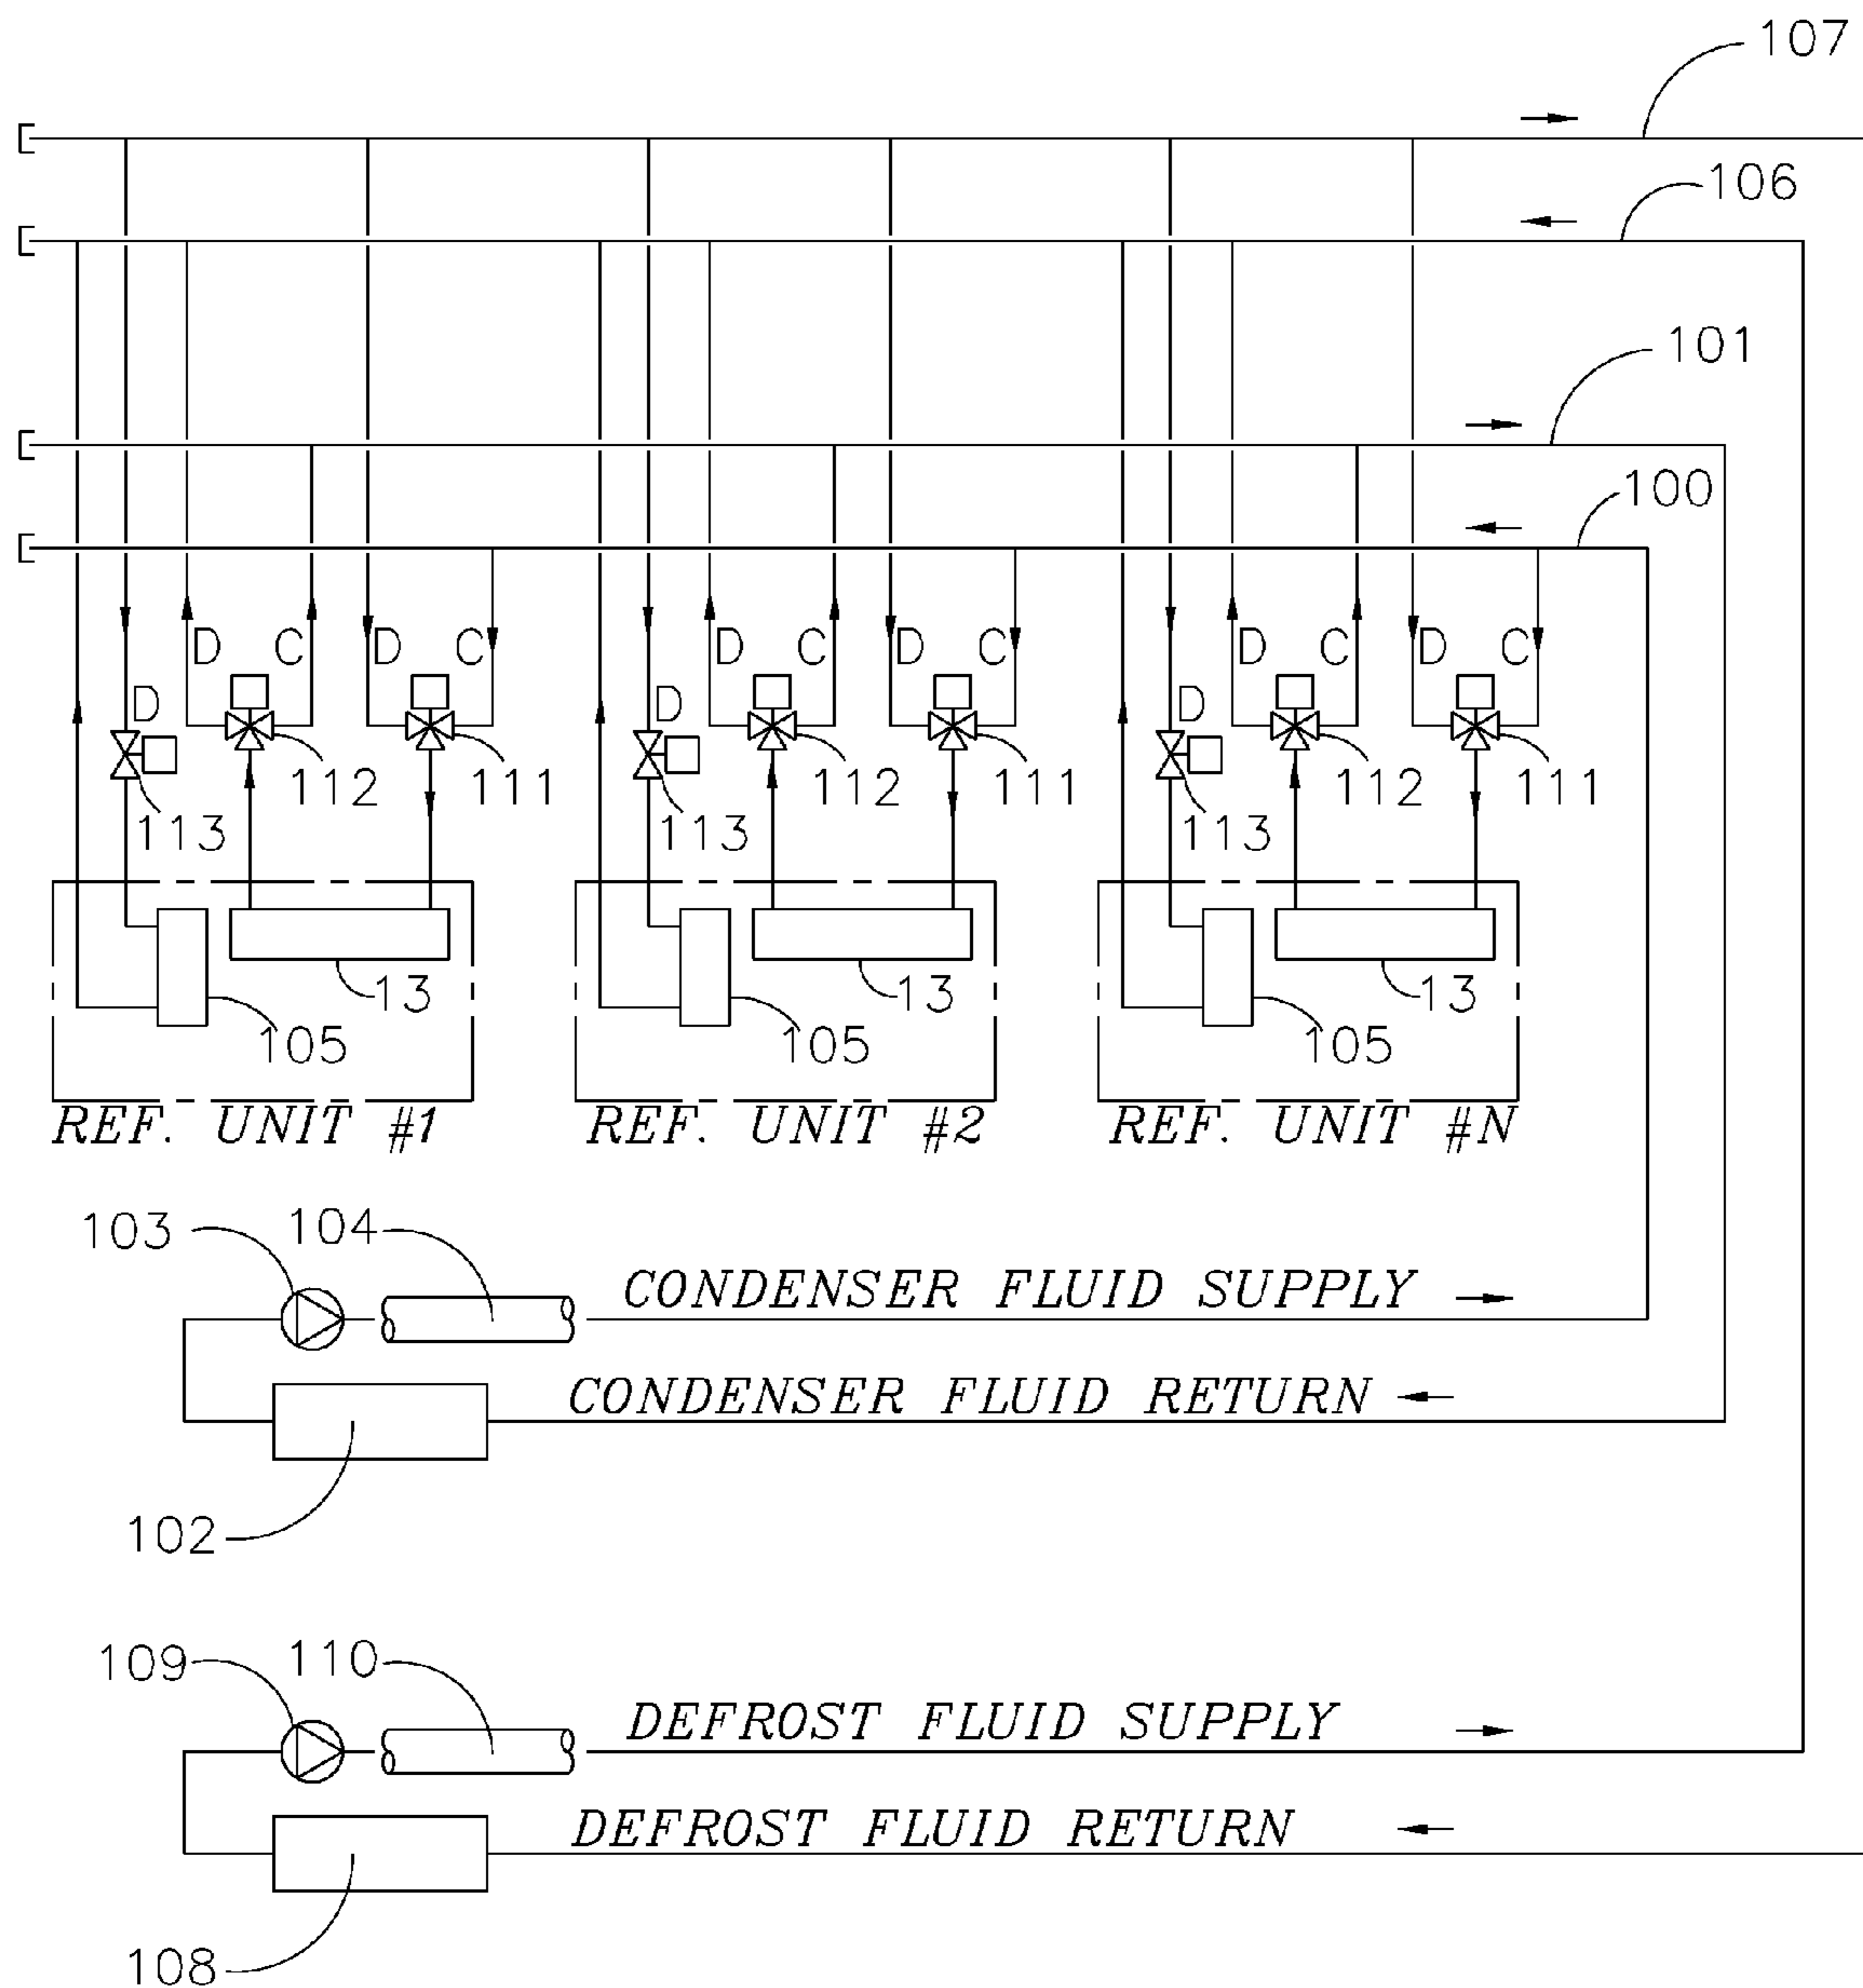 107
106
101
100
D C D C
D C D C
D C D C
D
D
D
112 111
112 111
112 111
113
113
113
13
13
13
105
105
105
REF. UNIT #1
REF. UNIT #2
REF. UNIT #N
103 104
CONDENSER FLUID SUPPLY
CONDENSER FLUID RETURN
102
109 110
DEFROST FLUID SUPPLY
DEFROST FLUID RETURN
108